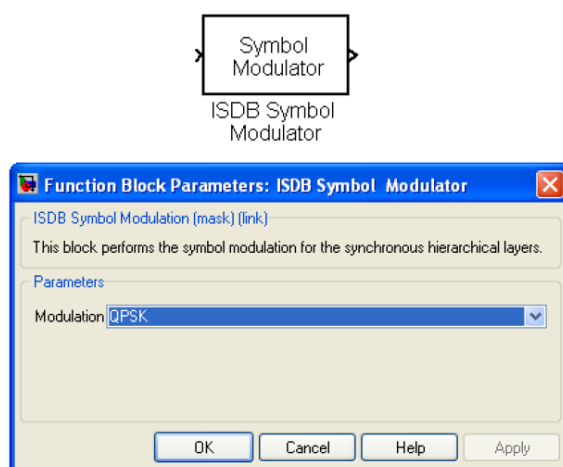 Symbol
Modulator
ISDB Symbol
Modulator
Function Block Parameters: ISDB Symbol Modulator
ISDB Symbol Modulation (mask) (link)
This block performs the symbol modulation for the synchronous hierarchical layers.
Parameters
Modulation QPSK
OK Cancel Help Apply